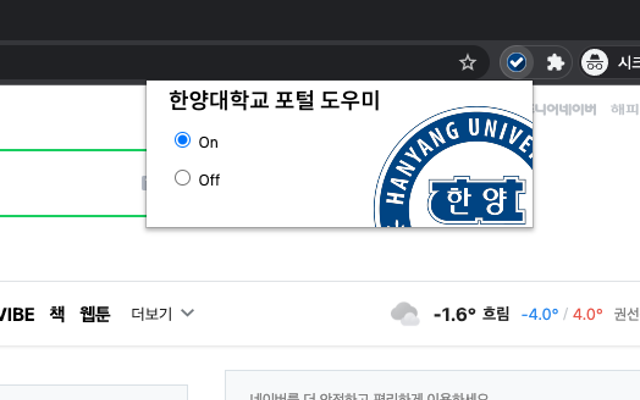 시크
한양대학교 포털 도우미
주니어네이버 해피
On
Off
HANYANG UNIVER
한양
VIBE 책 웹툰 더보기 -1.6° 흐림 -4.0° / 4.0° 권선
네이버를 더 안전하고 편리하게 이용하세요